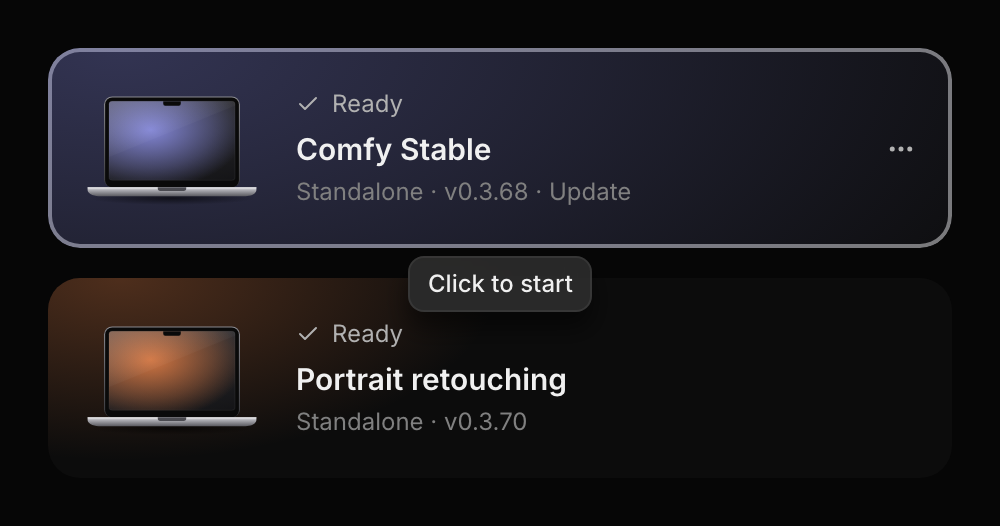 Ready
Comfy Stable
Standalone · v0.3.68 · Update
Click to start
Ready
Portrait retouching
Standalone · v0.3.70